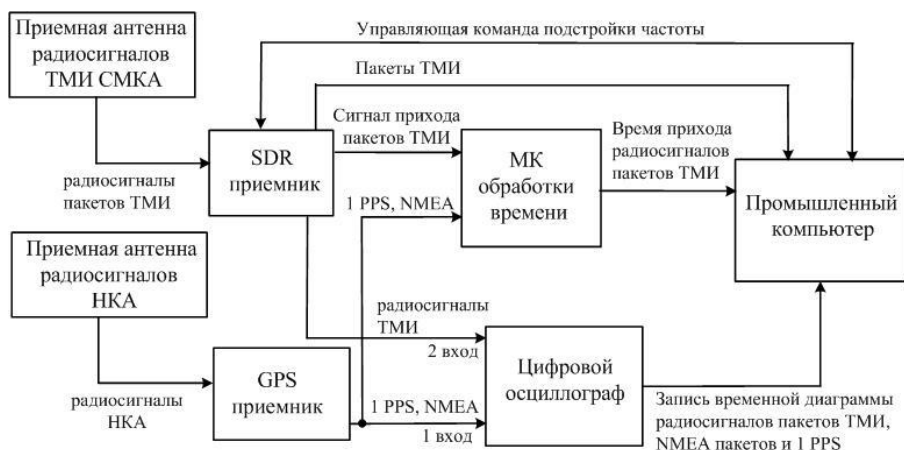 Приемная антенна
радиосигналов
ТМИ СМКА
Управляющая команда подстройки частоты
Пакеты ТМИ
Сигнал прихода
пакетов ТМИ
Время прихода
радиосигналов
пакетов ТМИ
SDR
приемник
МК
обработки
времени
радиосигналы
пакетов ТМИ
1 PPS, NMEA
Промышленный
компьютер
Приемная антенна
радиосигналов
НКА
радиосигналы
ТМИ
2 вход
Цифровой
осциллограф
GPS
приемник
радиосигналы
НКА
1 PPS, NMEA
1 вход
Запись временной диаграммы
радиосигналов пакетов ТМИ,
NMEA пакетов и 1 PPS